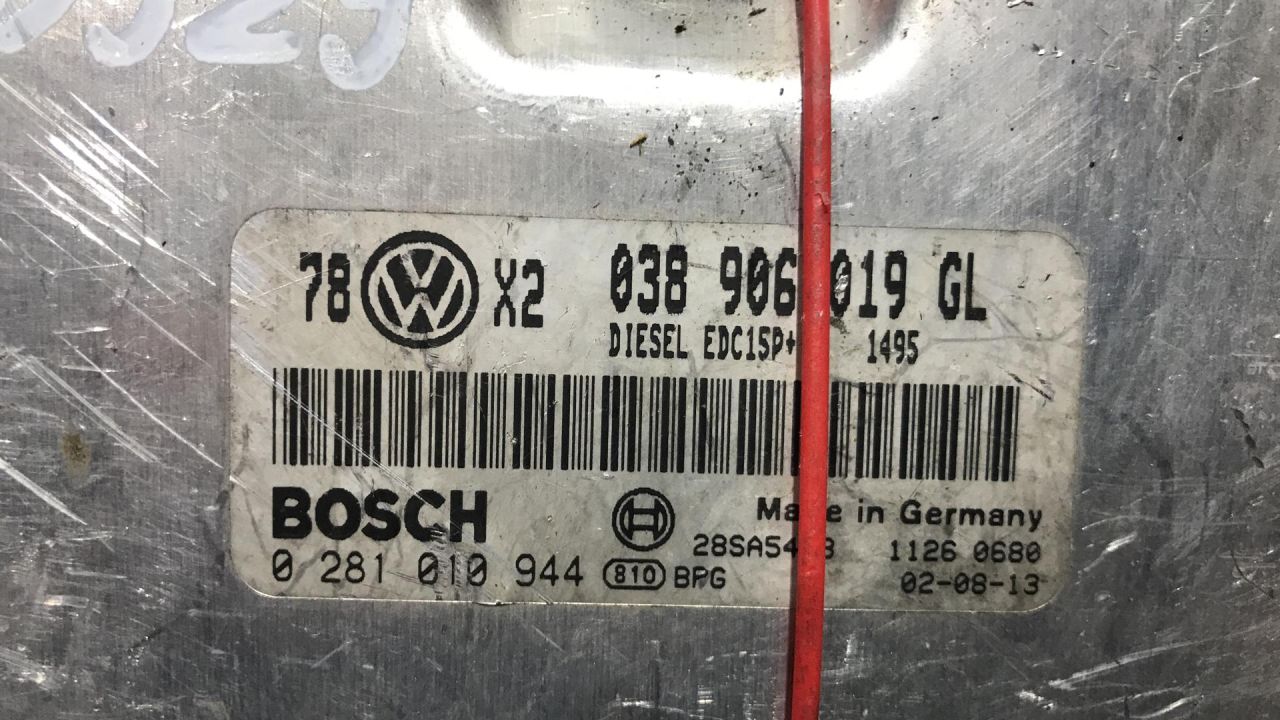 78 VW X2 038 906 019 GL
DIESEL EDC15P+ 1495
BOSCH
Made in Germany
1126 0680
0 281 010 944 810 BPG 02-08-13